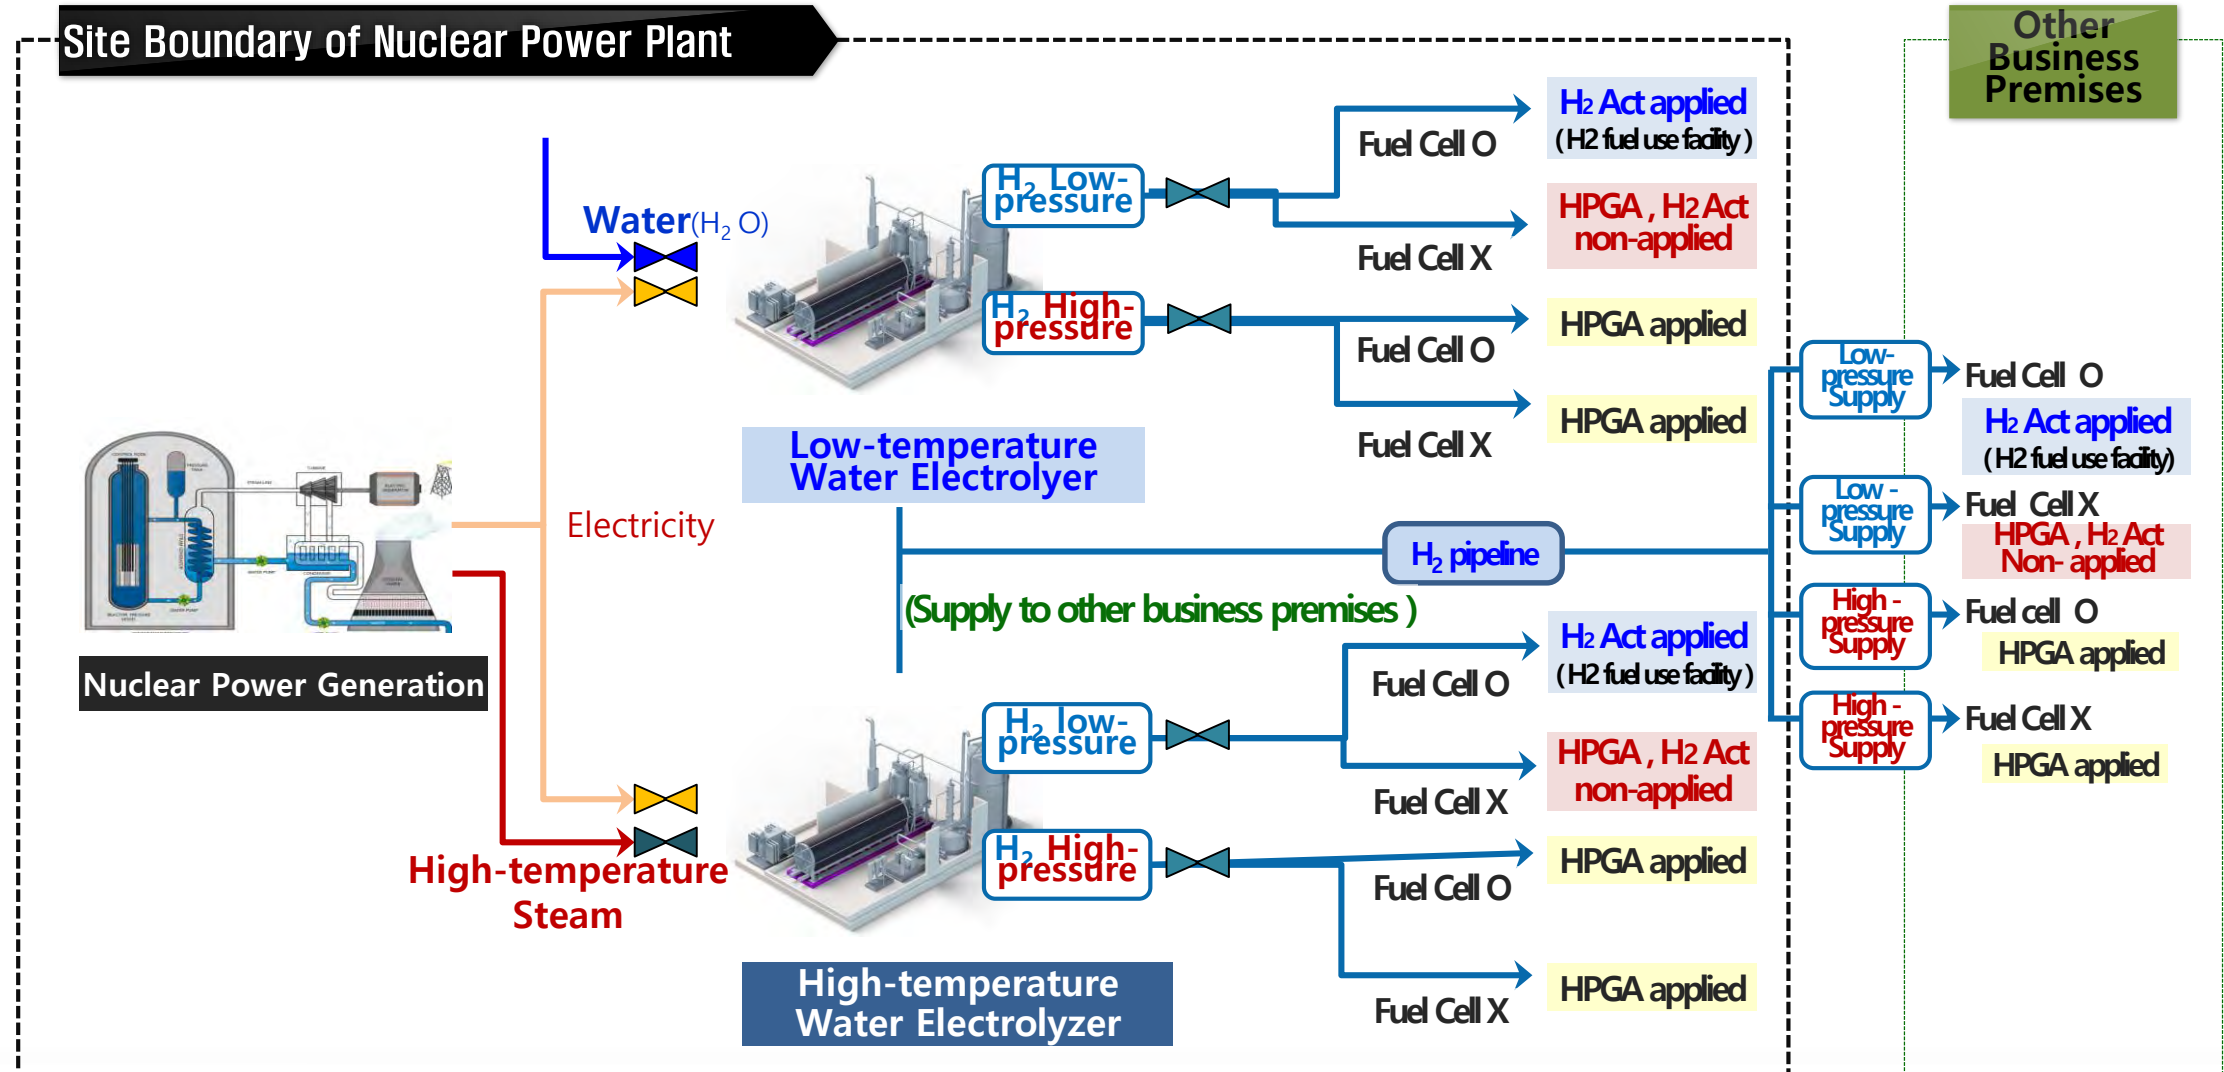 Site Boundary of Nuclear Power Plant
Other
Business
Premises
Water(H2 O)
H2 Low-
pressure
Fuel Cell O
H2 Act applied
( H2 fuel use facility )
Fuel Cell X
HPGA , H2 Act
non-applied
H2 High-
pressure
Fuel Cell O
HPGA applied
Fuel Cell X
HPGA applied
Low-temperature
Water Electrolyer
Nuclear Power Generation
Electricity
High-temperature
Steam
H2 pipeline
(Supply to other business premises )
H2 low-
pressure
Fuel Cell O
H2 Act applied
( H2 fuel use facility )
Fuel Cell X
HPGA , H2 Act
non-applied
H2 High-
pressure
Fuel Cell O
HPGA applied
Fuel Cell X
HPGA applied
High-temperature
Water Electrolyzer
Low-
pressure
Supply
Fuel Cell O
H2 Act applied
( H2 fuel use facility)
Low -
pressure
Supply
Fuel Cell X
HPGA , H2 Act
Non- applied
High -
pressure
Supply
Fuel cell O
HPGA applied
High -
pressure
Supply
Fuel Cell X
HPGA applied